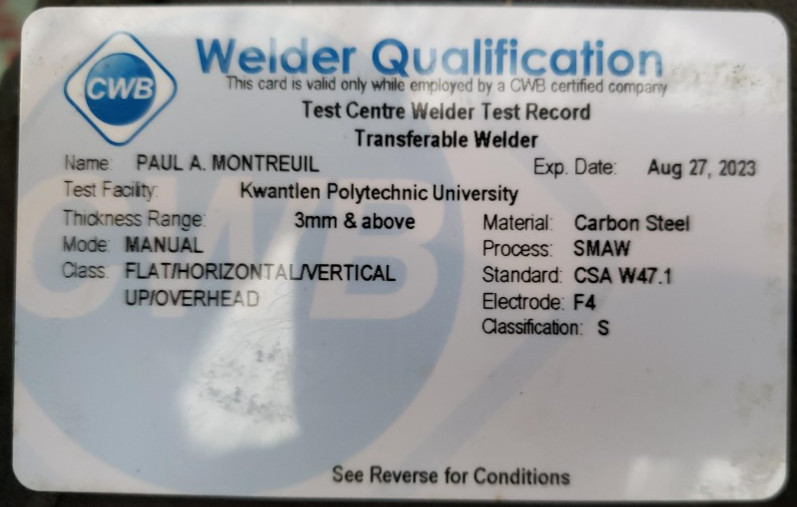 CWB
Welder Qualification
This card is valid only while employed by a CWB certified company
Test Centre Welder Test Record
Transferable Welder
Name: PAUL A. MONTREUIL Exp. Date: Aug 27, 2023
Test Facility: Kwantlen Polytechnic University
Thickness Range: 3mm & above Material: Carbon Steel
Mode: MANUAL Process: SMAW
Class: FLAT/HORIZONTAL/VERTICAL Standard: CSA W47.1
UP/OVERHEAD Electrode: F4
Classification: S
CWB
See Reverse for Conditions